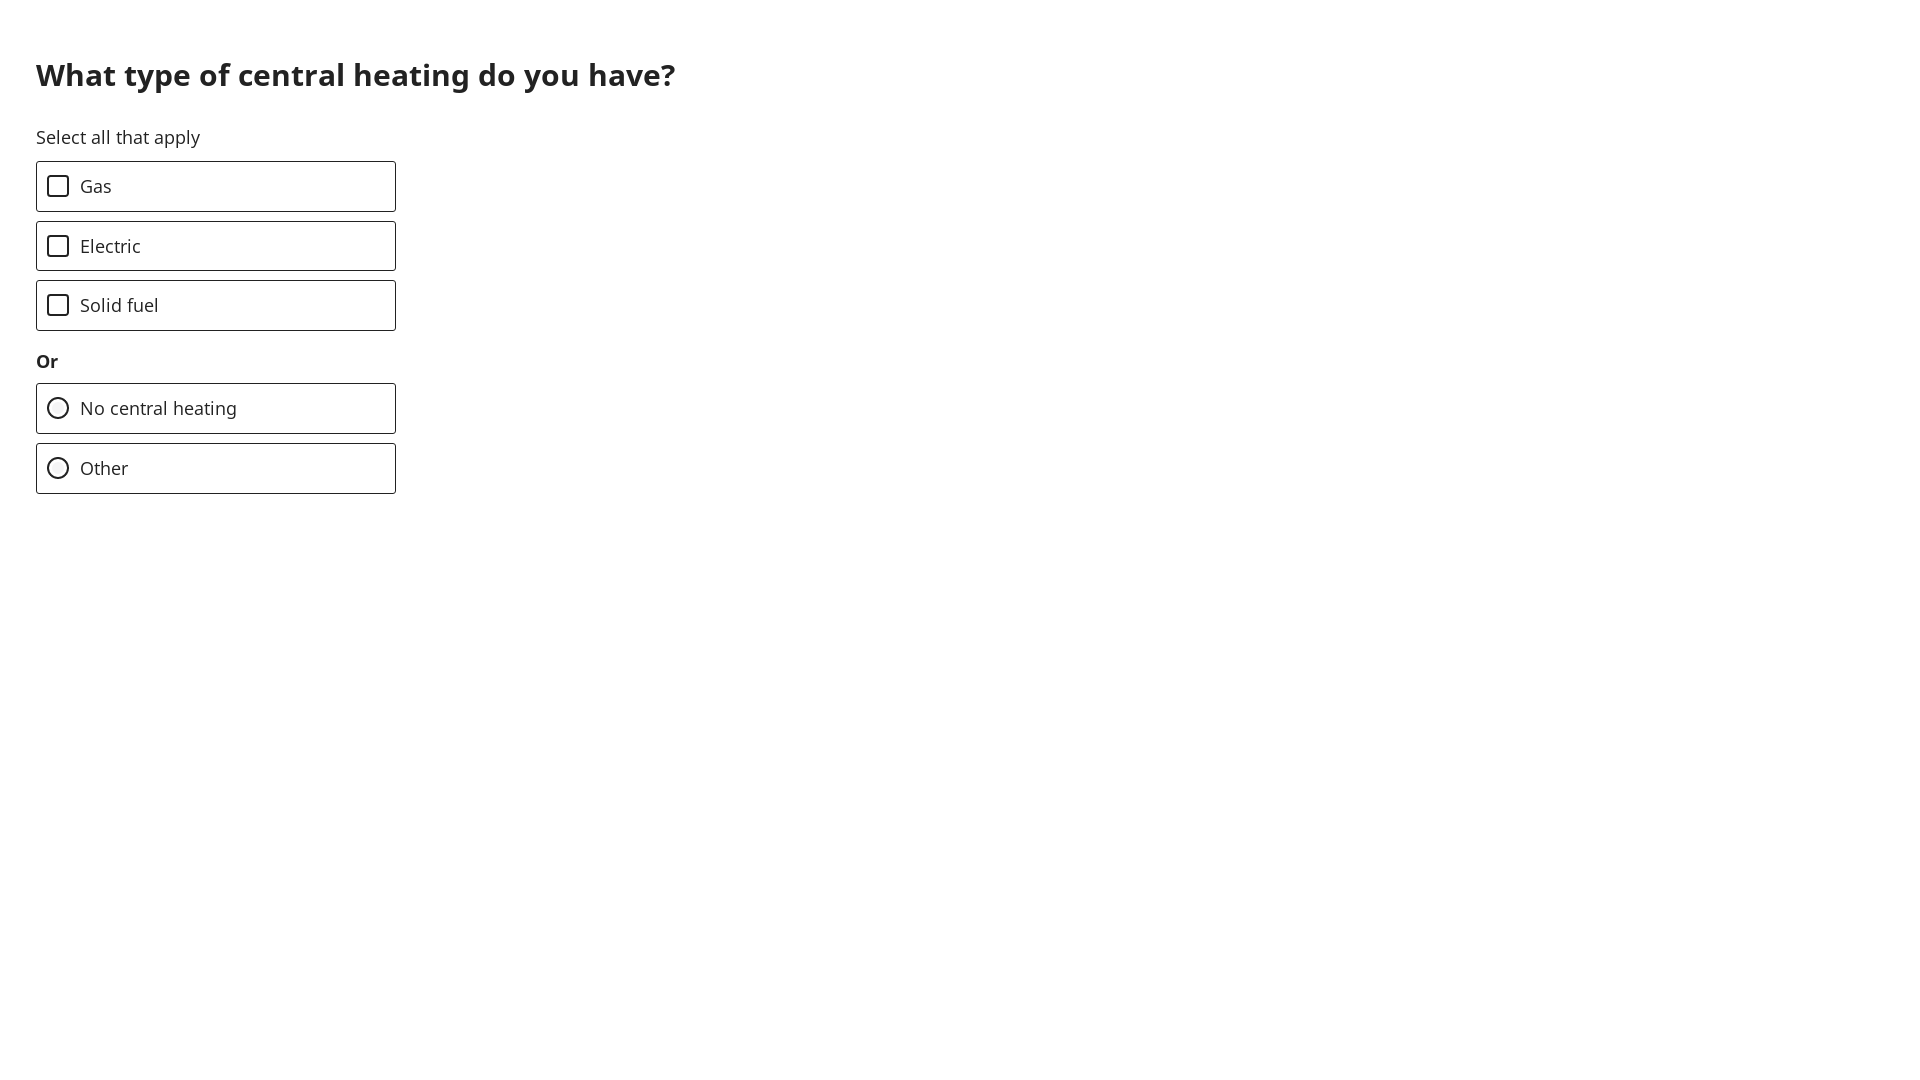 What type of central heating do you have?
Select all that apply
Gas
Electric
Solid fuel
Or
No central heating
Other